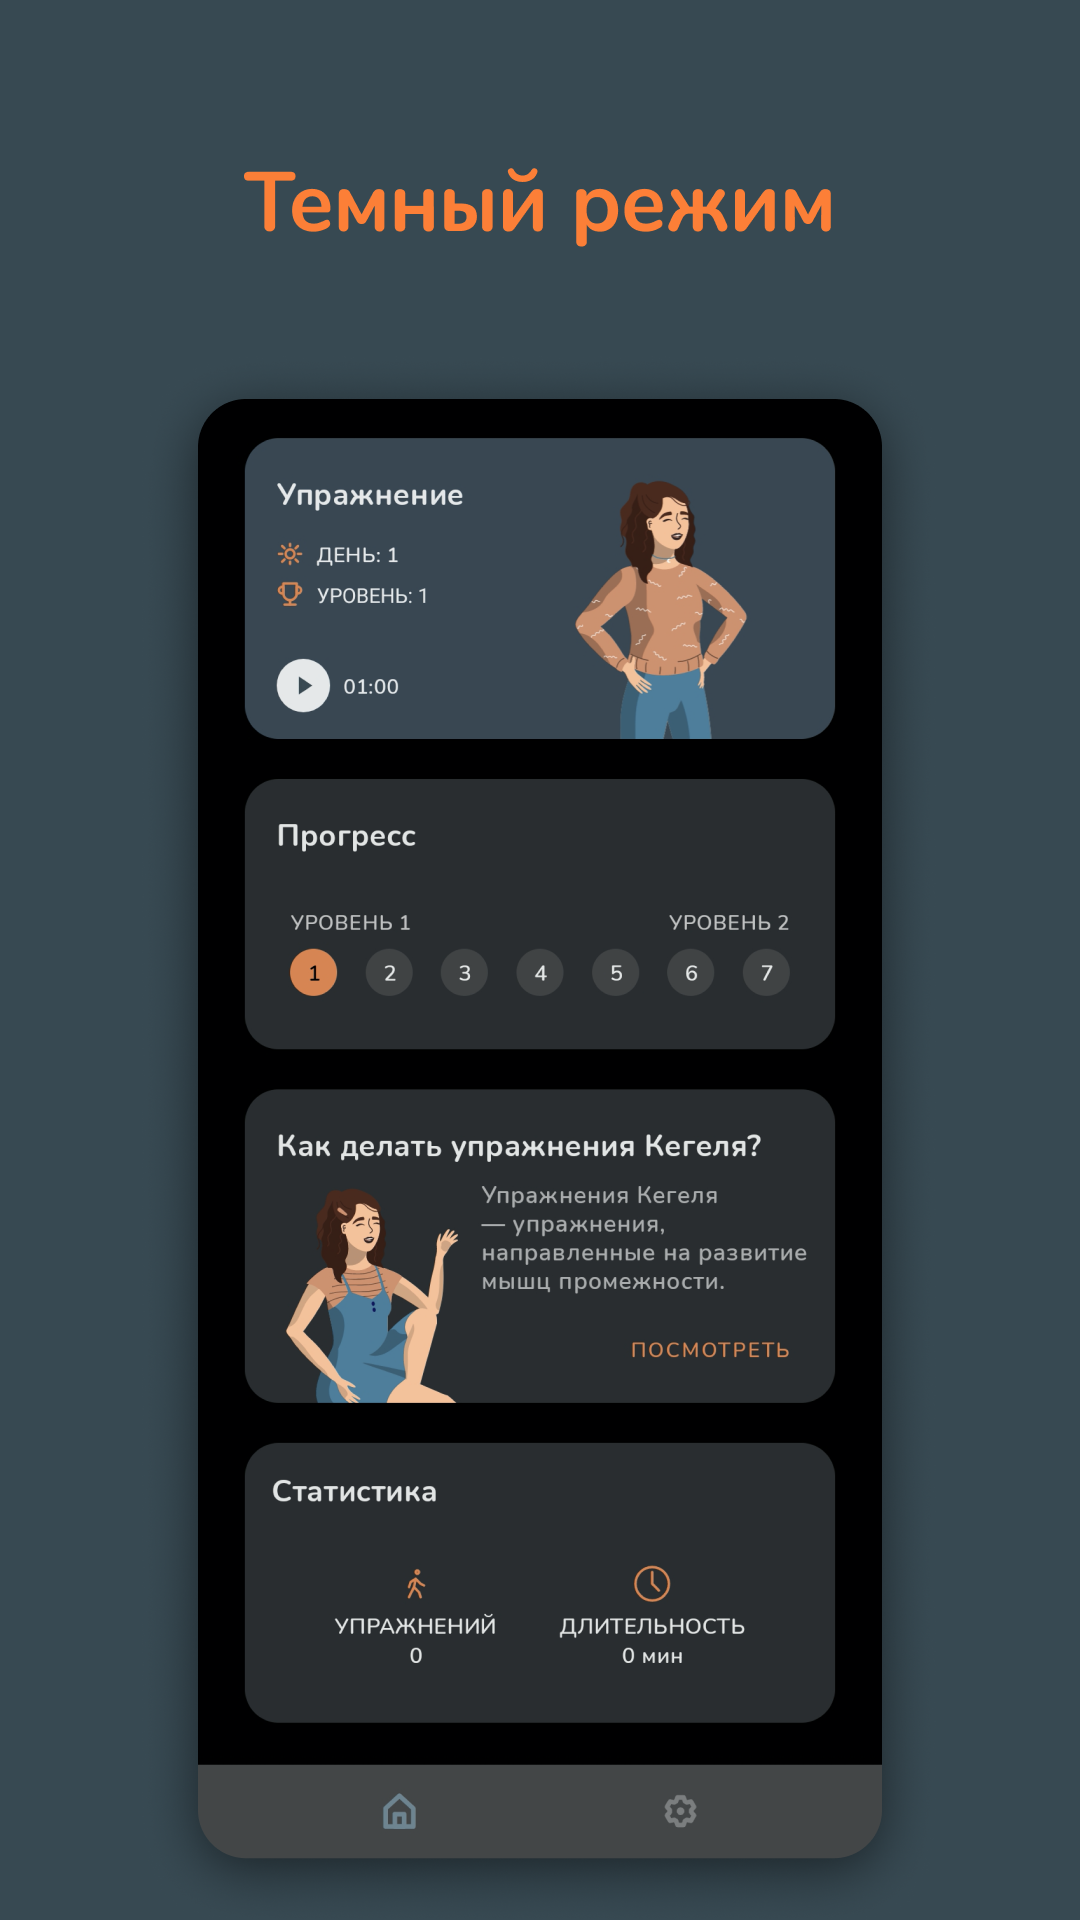 Темный режим
Упражнение
ДЕНЬ: 1
УРОВЕНЬ: 1
01:00
Прогресс
УРОВЕНЬ 1 УРОВЕНЬ 2
1 2 3 4 5 6 7
Как делать упражнения Кегеля?
Упражнения Кегеля
— упражнения,
направленные на развитие
мышц промежности.
ПОСМОТРЕТЬ
Статистика
УПРАЖНЕНИЙ ДЛИТЕЛЬНОСТЬ
0 0 мин